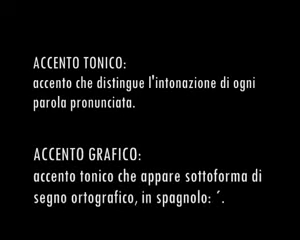 ACCENTO TONICO:
accento che distingue l'intonazione di ogni
parola pronunciata.
ACCENTO GRAFICO:
accento tonico che appare sottoforma di
segno ortografico, in spagnolo: ´.